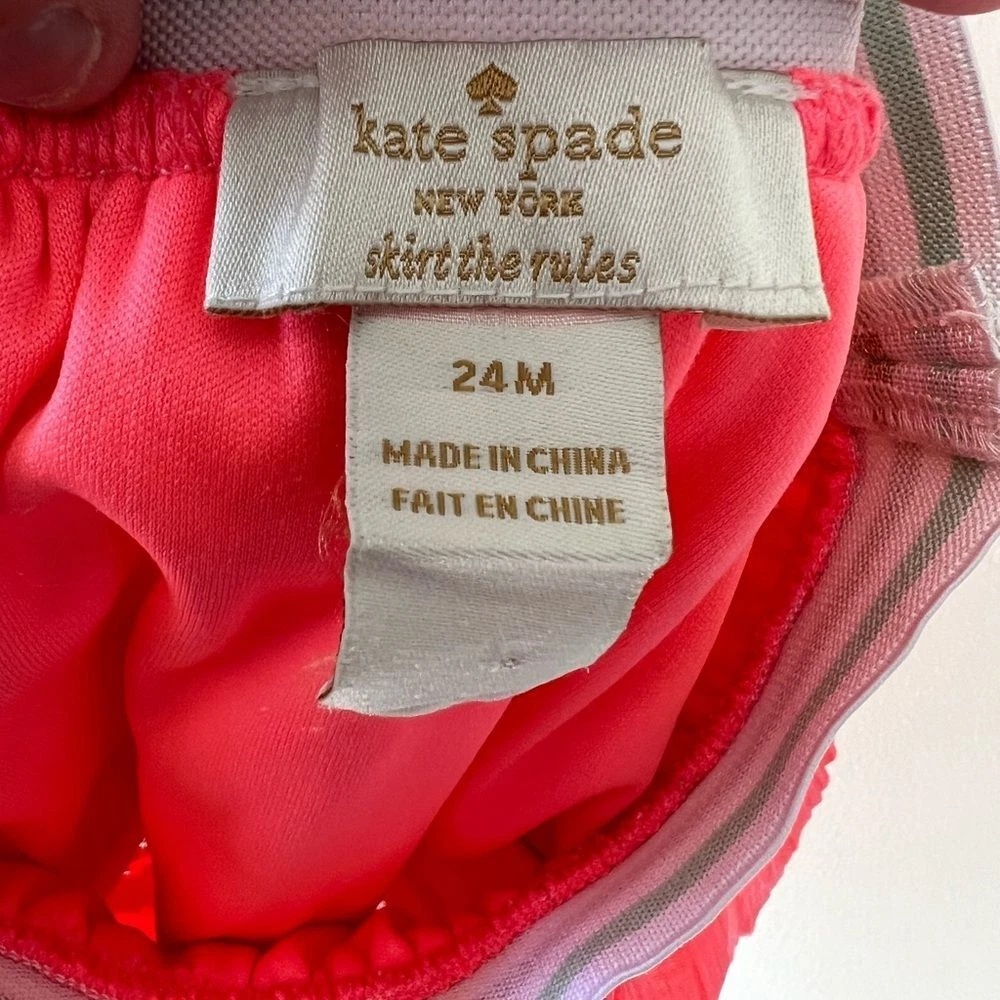 kate spade
NEW YORK
skirt the rules
24M
MADE IN CHINA
FAIT EN CHINE